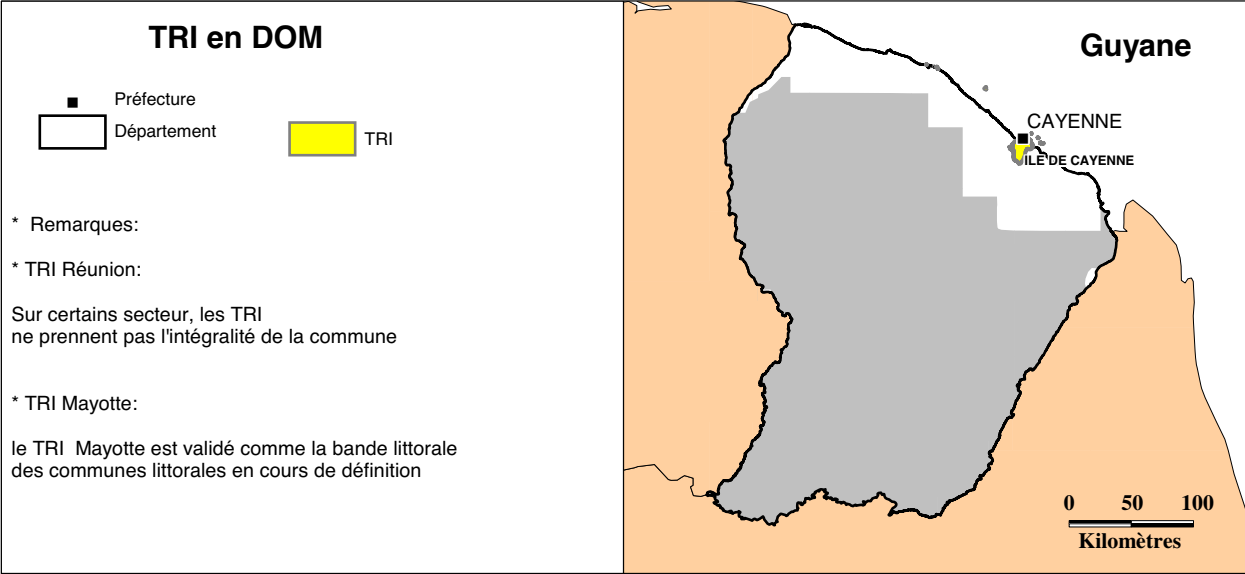 TRI en DOM
Préfecture
Département
TRI
* Remarques:
* TRI Réunion:
Sur certains secteur, les TRI
ne prennent pas l'intégralité de la commune
* TRI Mayotte:
le TRI Mayotte est validé comme la bande littorale
des communes littorales en cours de définition
Guyane
CAYENNE
ILE DE CAYENNE
0 50 100
Kilomètres